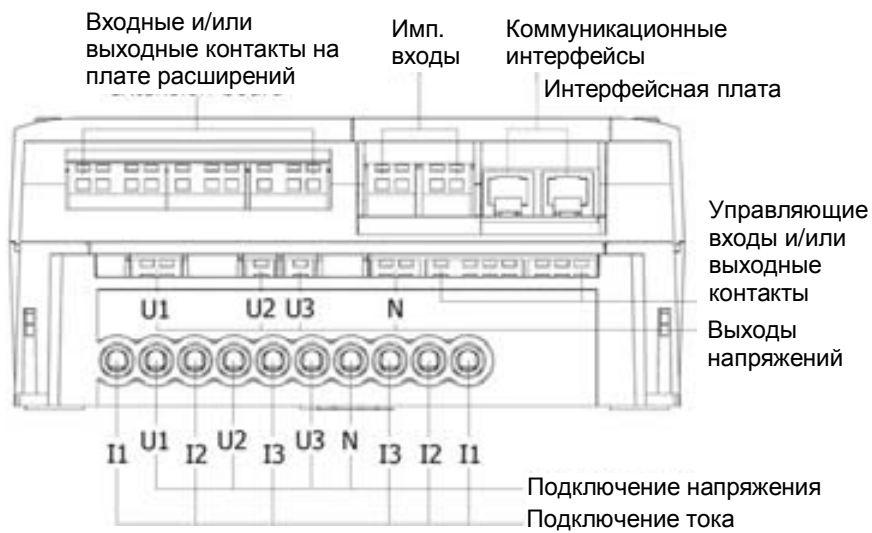 Входные и/или
выходные контакты на
плате расширений
Имп.
входы
Коммуникационные
интерфейсы
Интерфейсная плата
Управляющие
входы и/или
выходные
контакты
U1 U2 U3 N
Выходы
напряжений
I1 U1 I2 U2 I3 U3 N I3 I2 I1
Подключение напряжения
Подключение тока